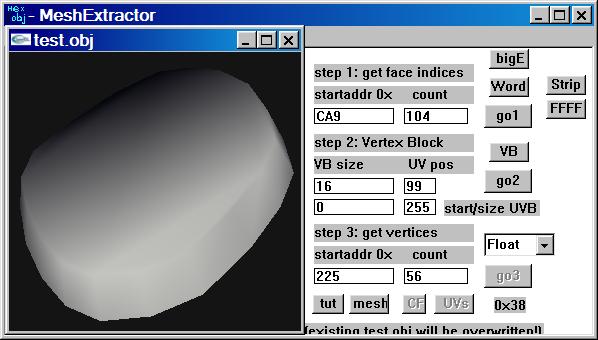 Hex
obj - MeshExtractor
test.obj
bigE
step 1: get face indices
Word Strip
startaddr 0x count
CA9 104 go1 FFFF
step 2: Vertex Block
VB
VB size UV pos
16 99 go2
0 255 start/size UVB
step 3: get vertices
Float
startaddr 0x count
225 56 go3
tut mesh CF UVs 0x38
(existing test.obj will be overwritten!)